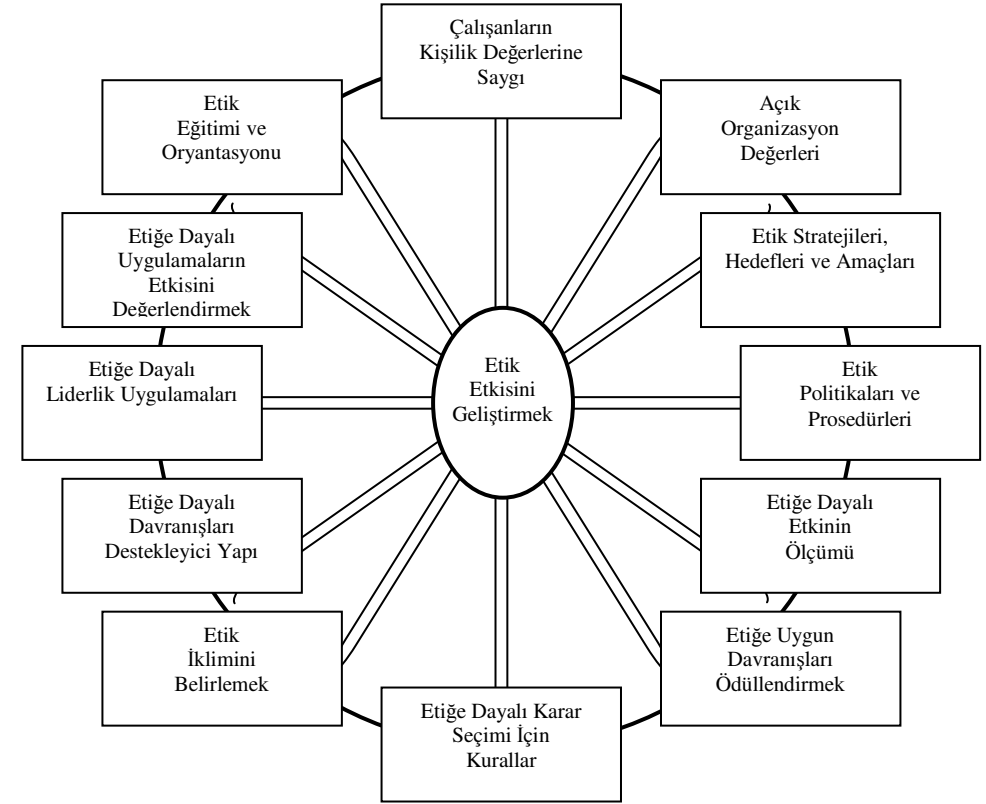 Çalışanların
Kişilik Değerlerine
Saygı
Etik
Eğitimi ve
Oryantasyonu
Açık
Organizasyon
Değerleri
Etiğe Dayalı
Uygulamaların
Etkisini
Değerlendirmek
Etik Stratejileri,
Hedefleri ve Amaçları
Etiğe Dayalı
Liderlik Uygulamaları
Etik
Etkisini
Geliştirmek
Etik
Politikaları ve
Prosedürleri
Etiğe Dayalı
Davranışları
Destekleyici Yapı
Etiğe Dayalı
Etkinin
Ölçümü
Etik
İklimini
Belirlemek
Etiğe Dayalı Karar
Seçimi İçin
Kurallar
Etiğe Uygun
Davranışları
Ödüllendirmek